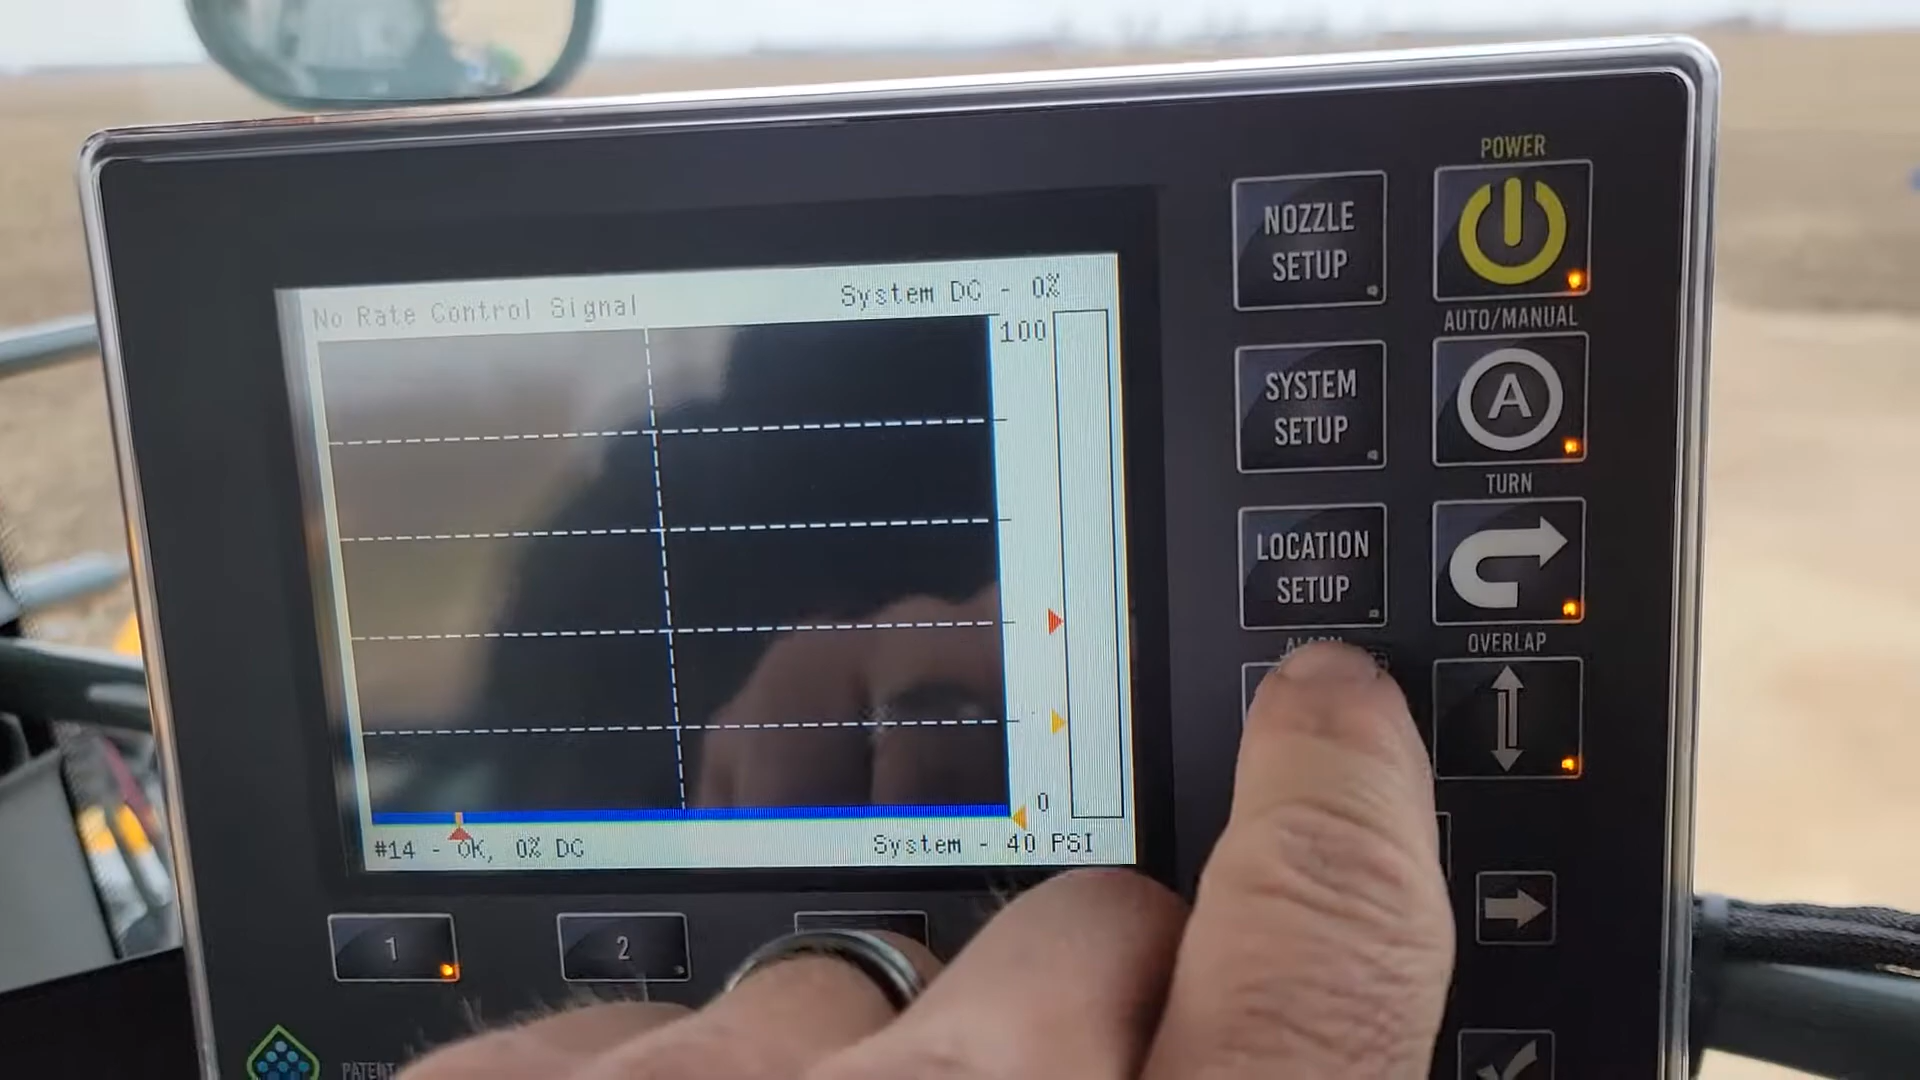 POWER
NOZZLE
SETUP
AUTO/MANUAL
No Rate Control Signal
System DC - 0%
100
SYSTEM
SETUP
A
TURN
LOCATION
SETUP
ALARM
OVERLAP
0
#14 - OK, 0% DC
System - 40 PSI
1
2